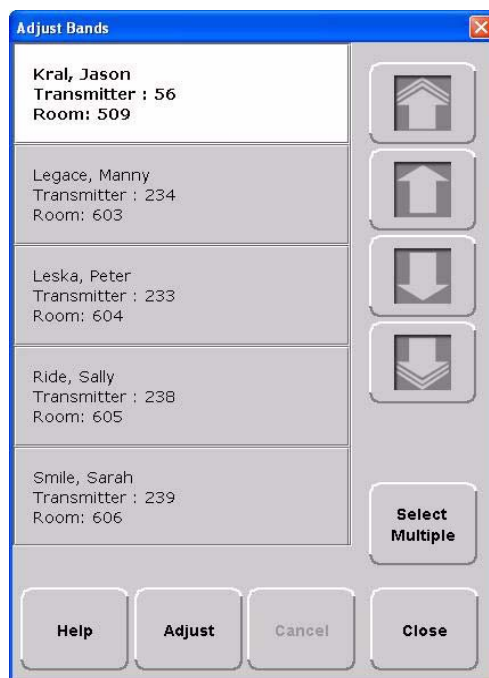 Adjust Bands
Kral, Jason
Transmitter : 56
Room: 509
Legace, Manny
Transmitter : 234
Room: 603
Leska, Peter
Transmitter : 233
Room: 604
Ride, Sally
Transmitter : 238
Room: 605
Smile, Sarah
Transmitter : 239
Room: 606
Select
Multiple
Help
Adjust
Cancel
Close